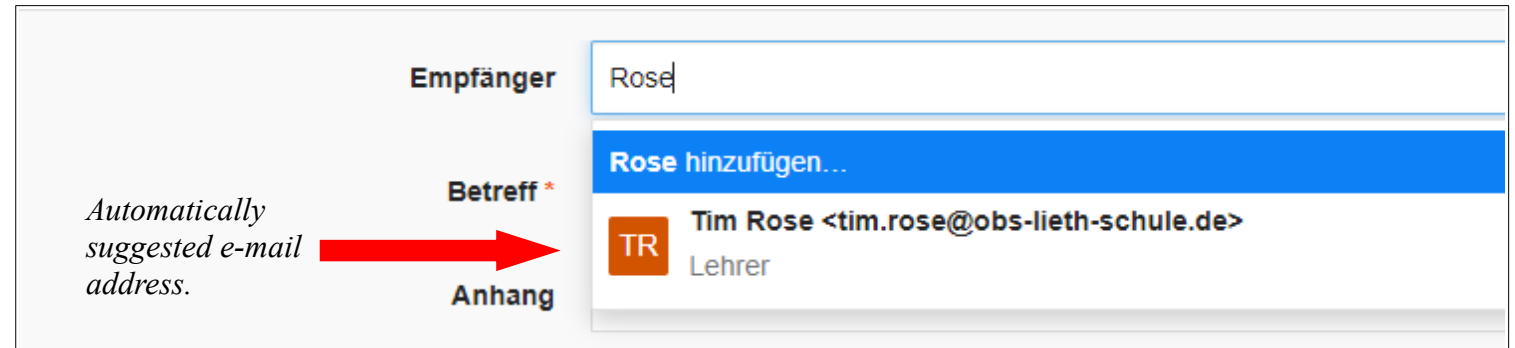 Empfänger
Rose
Rose hinzufügen…
Betreff *
Automatically
suggested e-mail
address.
TR
Tim Rose <tim.rose@obs-lieth-schule.de>
Lehrer
Anhang